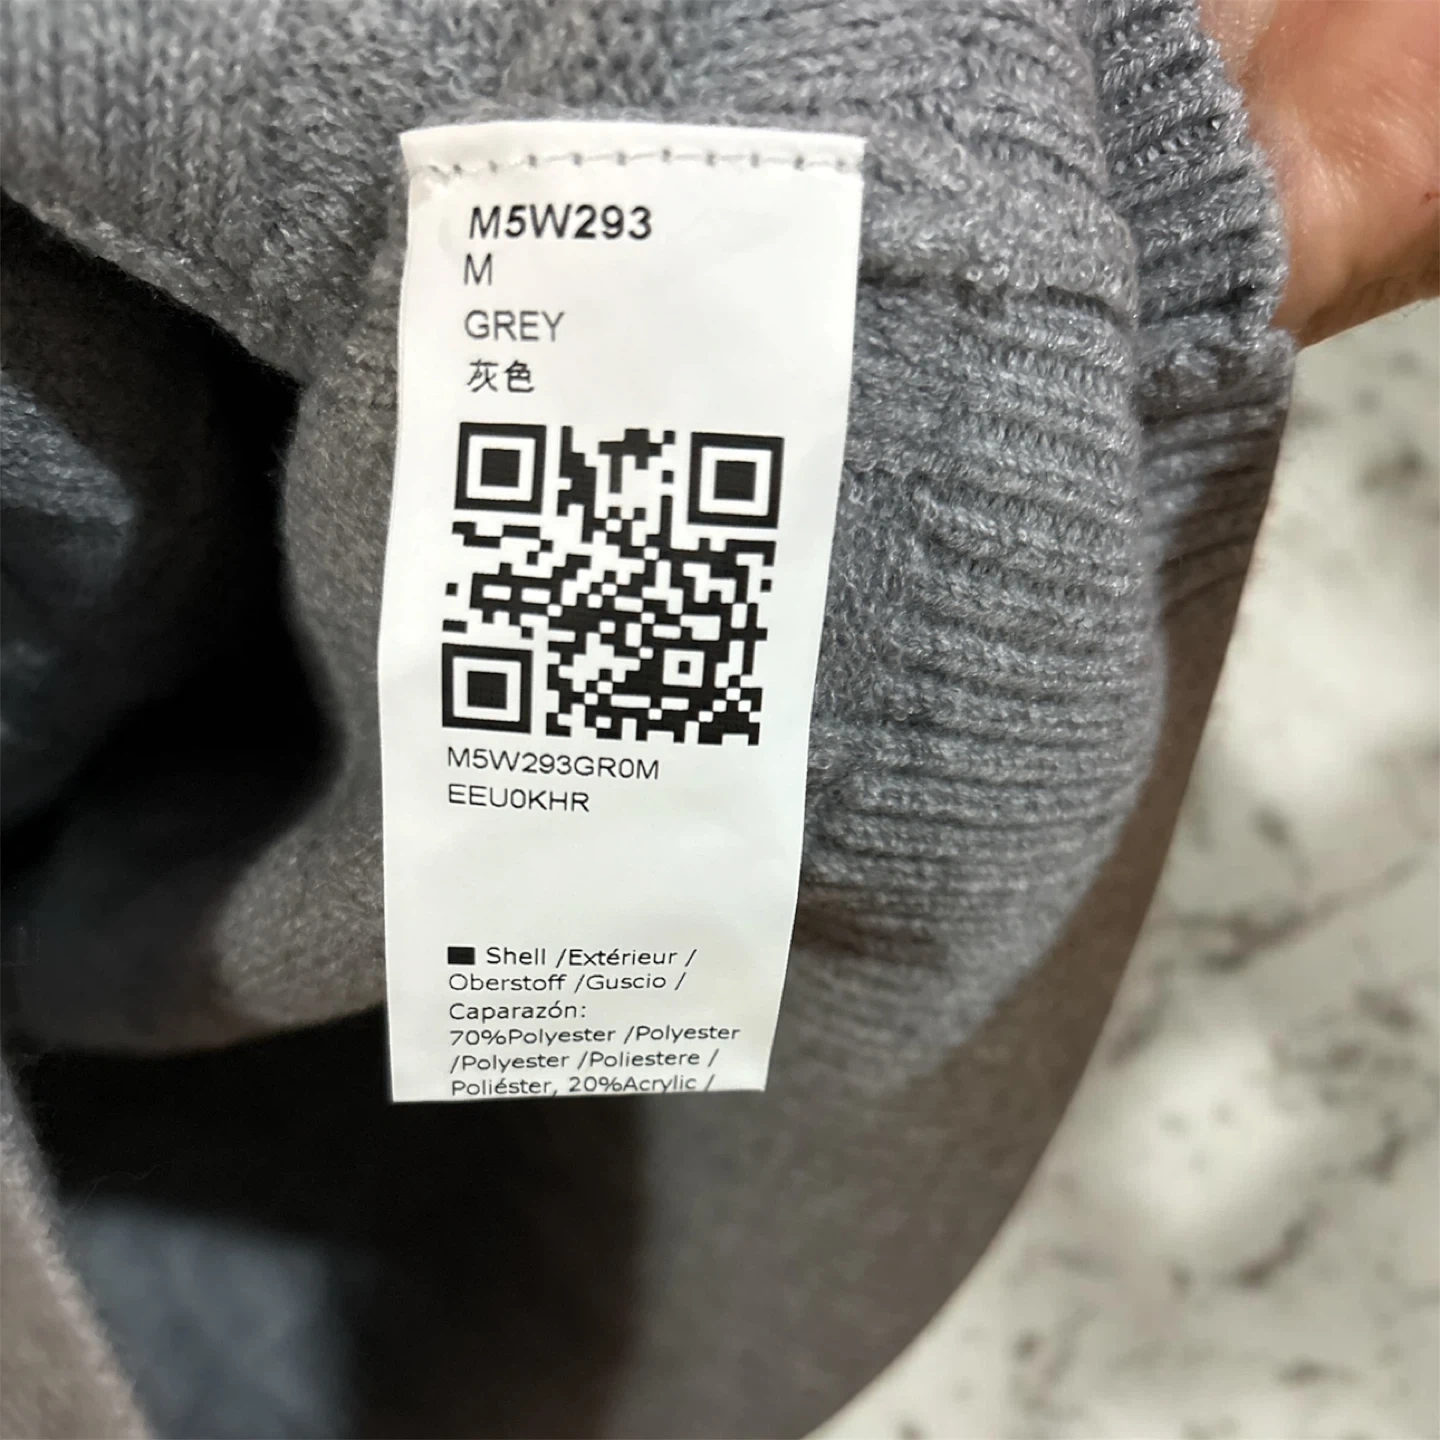 M5W293
M
GREY
灰色
M5W293GR0M
EEU0KHR
Shell /Extérieur /
Oberstoff /Guscio /
Caparazón:
70%Polyester /Polyester
/Polyester /Poliestere /
Poliéster, 20%Acrylic /